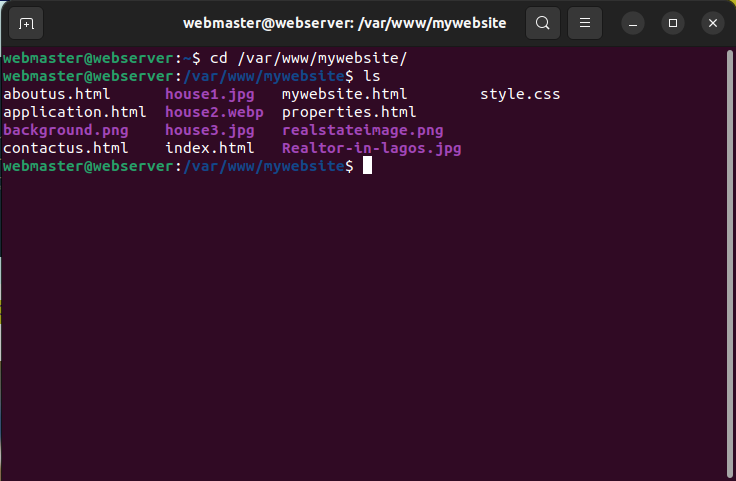 webmaster@webserver: /var/www/mywebsite
webmaster@webserver:~$ cd /var/www/mywebsite/
webmaster@webserver:/var/www/mywebsite$ ls
aboutus.html house1.jpg mywebsite.html style.css
application.html house2.webp properties.html
background.png house3.jpg realstateimage.png
contactus.html index.html Realtor-in-lagos.jpg
webmaster@webserver:/var/www/mywebsite$